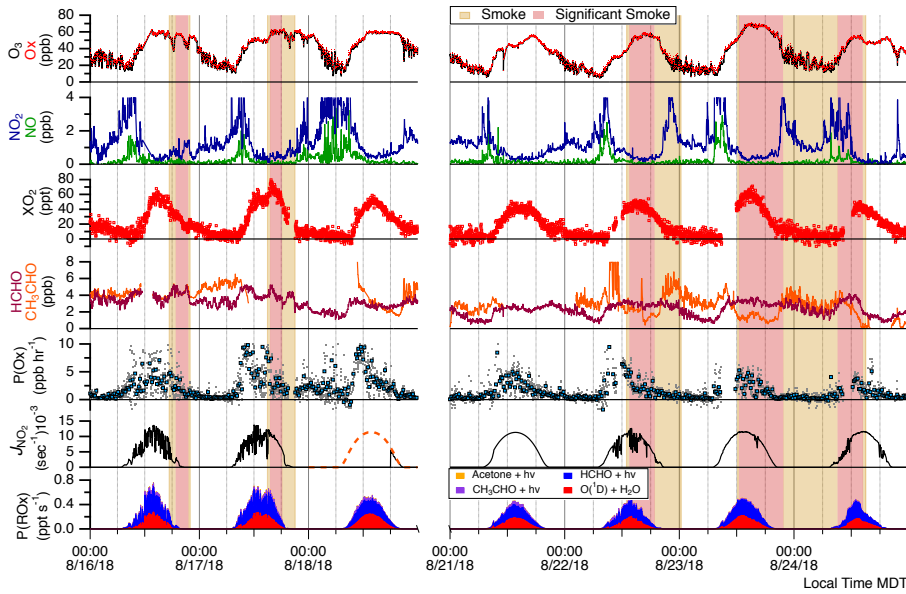 Smoke Significant Smoke
O3 Ox
(ppb)
80
60
40
20
0
NO2 NO
(ppb)
4
2
0
XO2
(ppt)
80
60
40
20
0
HCHO
CH3CHO
(ppb)
8
6
4
2
0
P(Ox)
(ppb hr-1)
10
5
0
JNO2
(sec-1)10-3
15
10
5
0
P(ROx)
(ppt s-1)
0.8
0.4
0.0
Acetone + hv HCHO + hv
CH3CHO + hv O(1D) + H2O
00:00 00:00 00:00 00:00 00:00 00:00 00:00
8/16/18 8/17/18 8/18/18 8/21/18 8/22/18 8/23/18 8/24/18
Local Time MDT